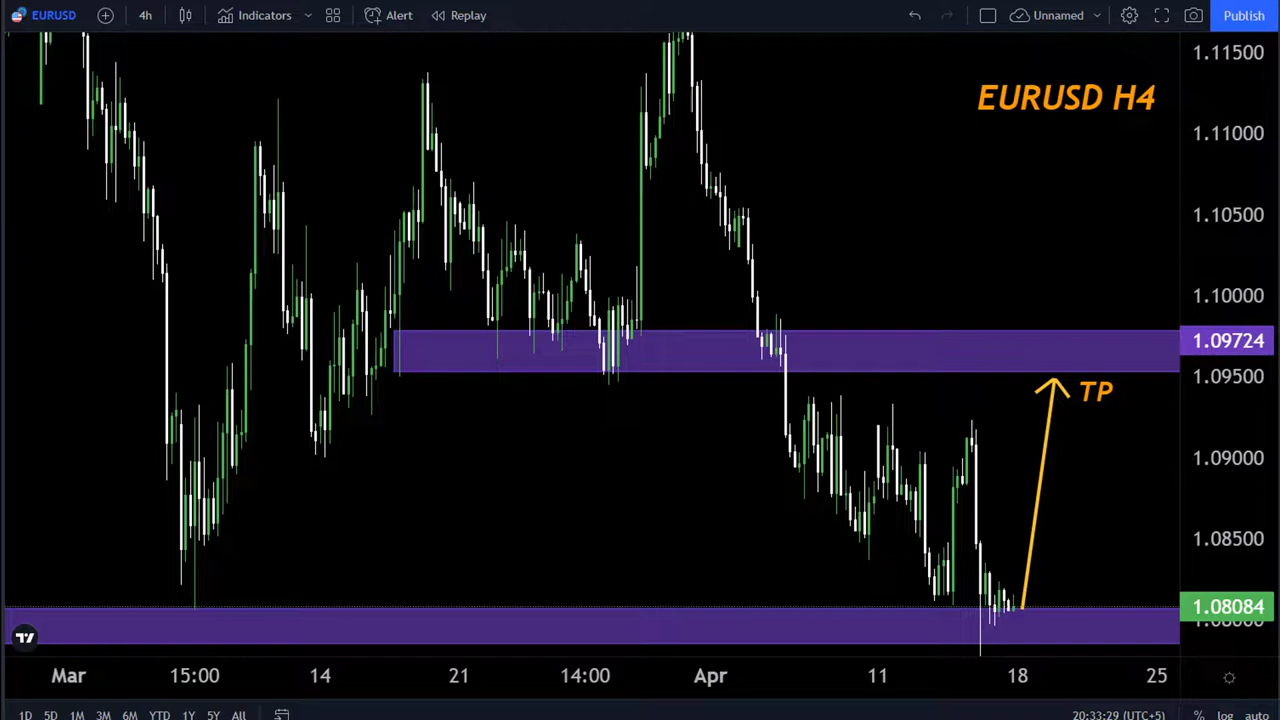 EURUSD 4h Indicators Alert Replay Unnamed Publish
EURUSD H4
1.11500
1.11000
1.10500
1.10000
1.09724
1.09500
TP
1.09000
1.08500
1.08084
Mar 15:00 14 21 14:00 Apr 11 18 25
1D 5D 1M 3M 6M YTD 1Y 5Y All 20:33:29 (UTC+5) % log auto